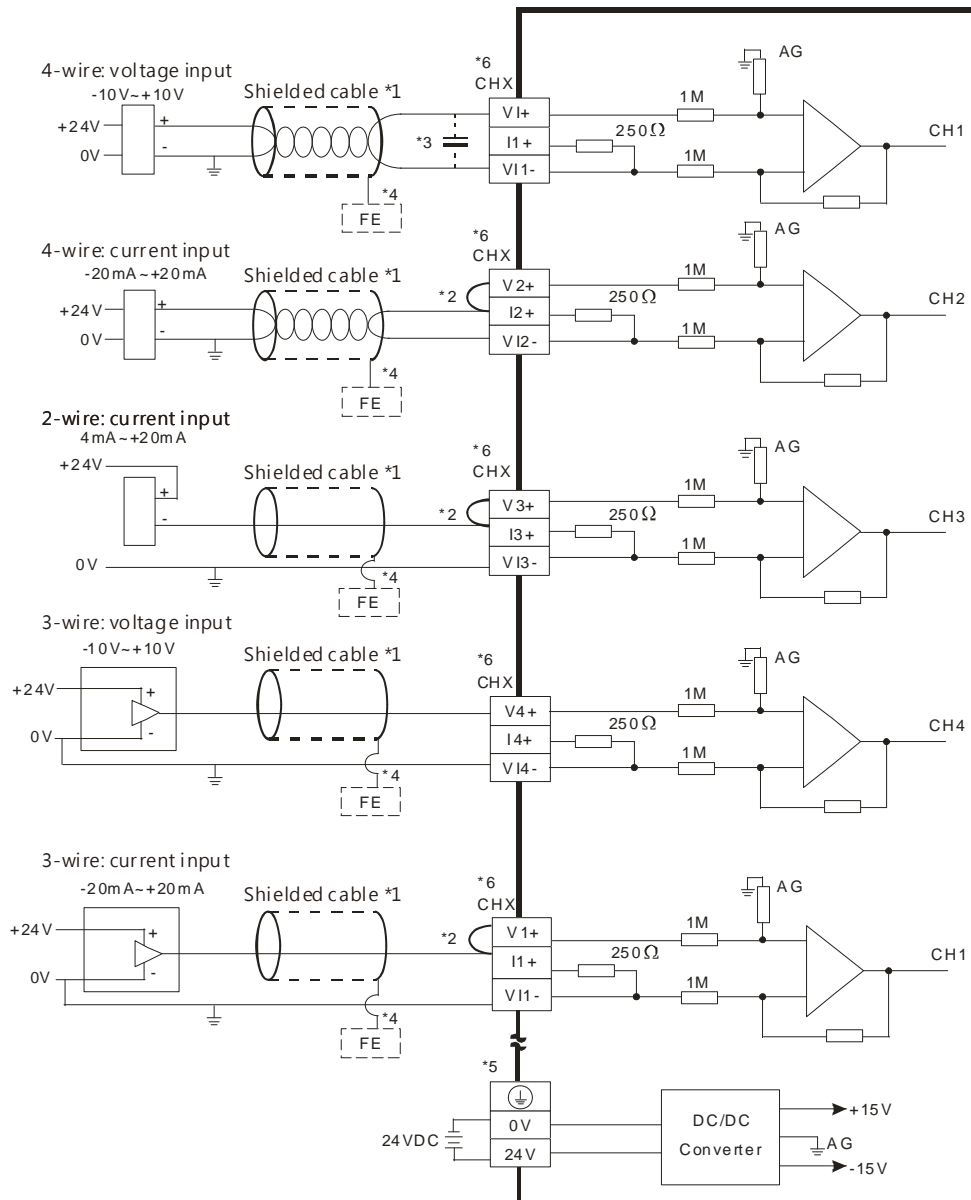 4-wire: voltage input
-10V~+10V
+24V
0V
+
-
Shielded cable *1
*3
*4
FE
*6
CHX
VI+
I1+
VI1-
250Ω
1M
1M
AG
CH1
4-wire: current input
-20mA~+20mA
+24V
0V
+
-
Shielded cable *1
*2
*4
FE
*6
CHX
V2+
I2+
VI2-
250Ω
1M
1M
AG
CH2
2-wire: current input
4mA~+20mA
+24V
+
-
0V
Shielded cable *1
*2
*4
FE
*6
CHX
V3+
I3+
VI3-
250Ω
1M
1M
AG
CH3
3-wire: voltage input
-10V~+10V
+24V
0V
+
-
Shielded cable *1
*4
FE
*6
CHX
V4+
I4+
VI4-
250Ω
1M
1M
AG
CH4
3-wire: current input
-20mA~+20mA
+24V
0V
+
-
Shielded cable *1
*2
*4
FE
*6
CHX
V1+
I1+
VI1-
250Ω
1M
1M
AG
CH1
*5
24VDC
0V
24V
DC/DC
Converter
+15V
AG
-15V